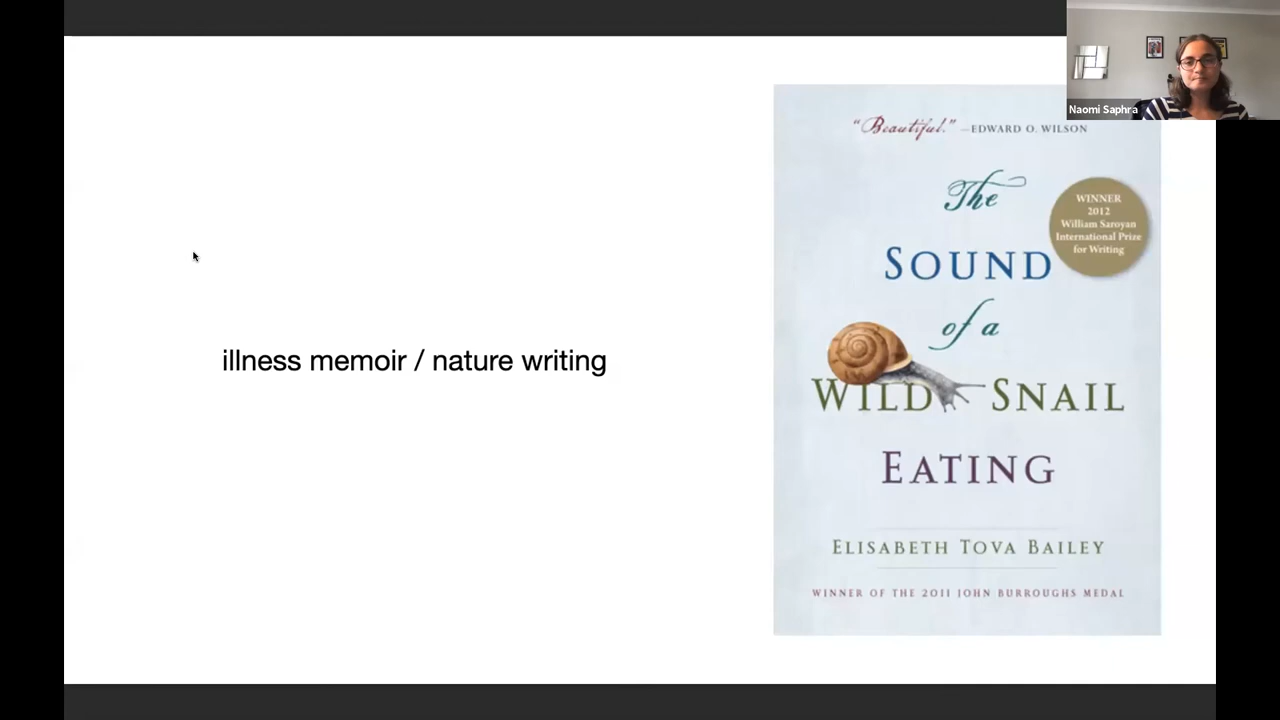 illness memoir / nature writing
"Beautiful." —EDWARD O. WILSON
The
SOUND
of a
WILD SNAIL
EATING
WINNER
2012
William Saroyan
International Prize
for Writing
ELISABETH TOVA BAILEY
WINNER OF THE 2011 JOHN BURROUGHS MEDAL
Naomi Saphra